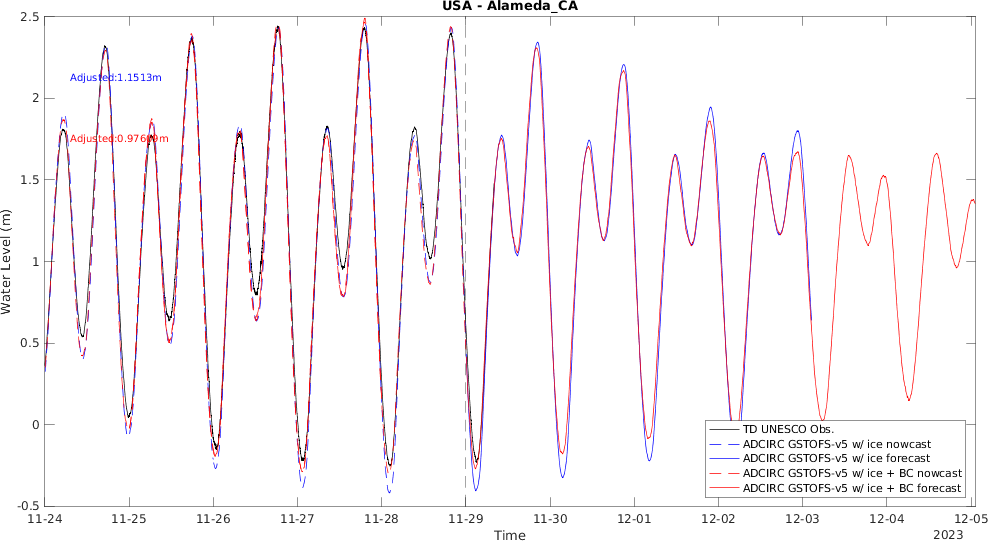 USA - Alameda_CA
2.5
2
1.5
1
0.5
0
-0.5
Water Level (m)
Adjusted:1.1513m
11-24
11-25
11-26
11-27
11-28
11-29
11-30
12-01
12-02
12-03
12-04
12-05
Time
2023
TD UNESCO Obs.
ADCIRC GSTOFS-v5 w/ ice nowcast
ADCIRC GSTOFS-v5 w/ ice forecast
ADCIRC GSTOFS-v5 w/ ice + BC nowcast
ADCIRC GSTOFS-v5 w/ ice + BC forecast